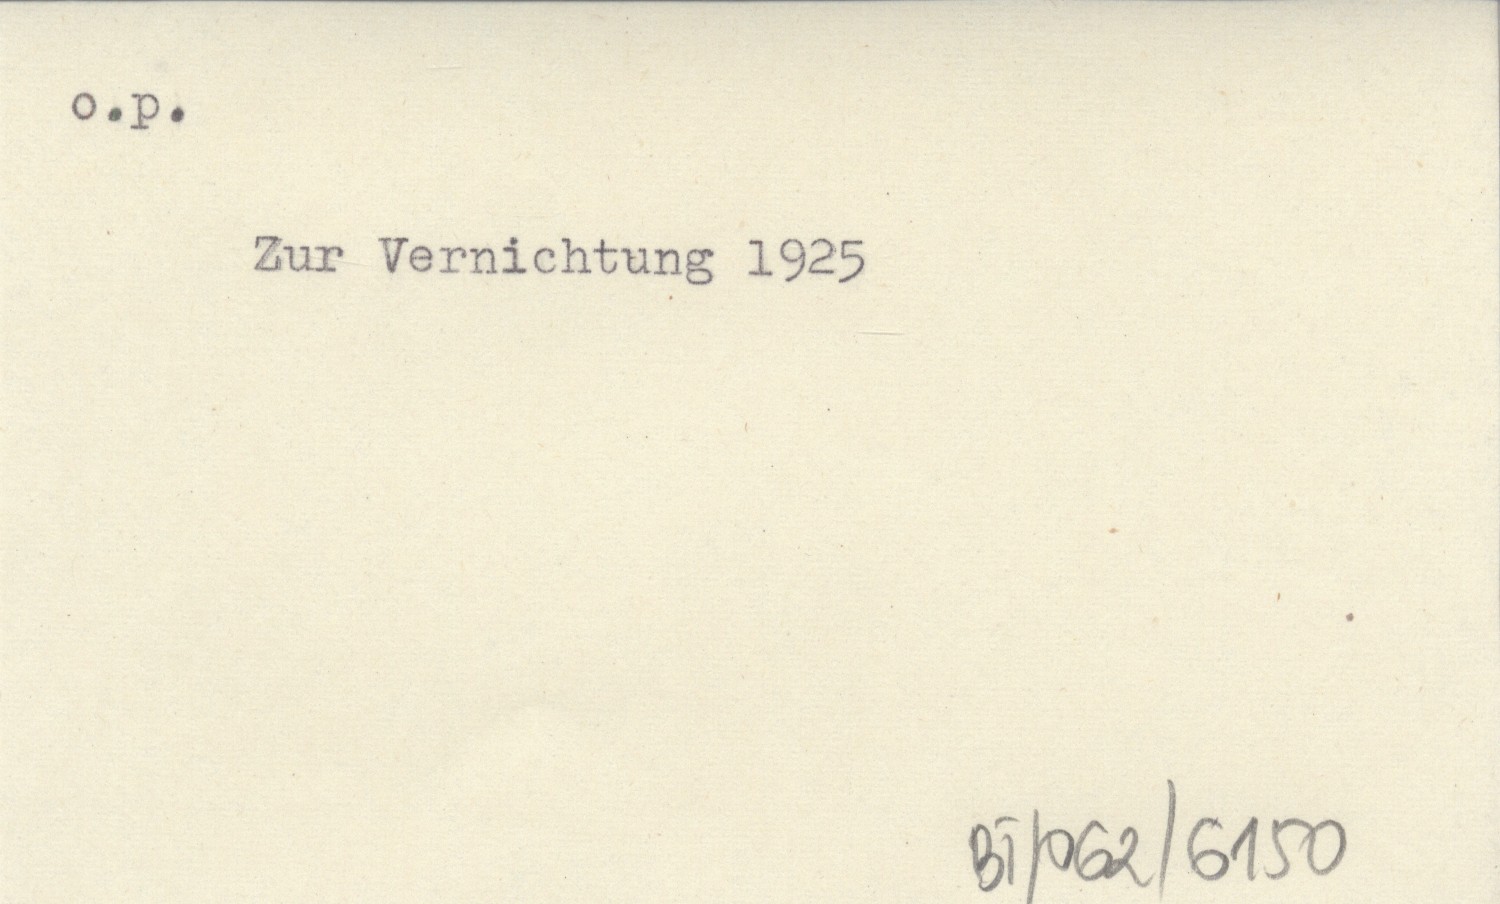 o.p.
Zur Vernichtung 1925
BI/062/6150